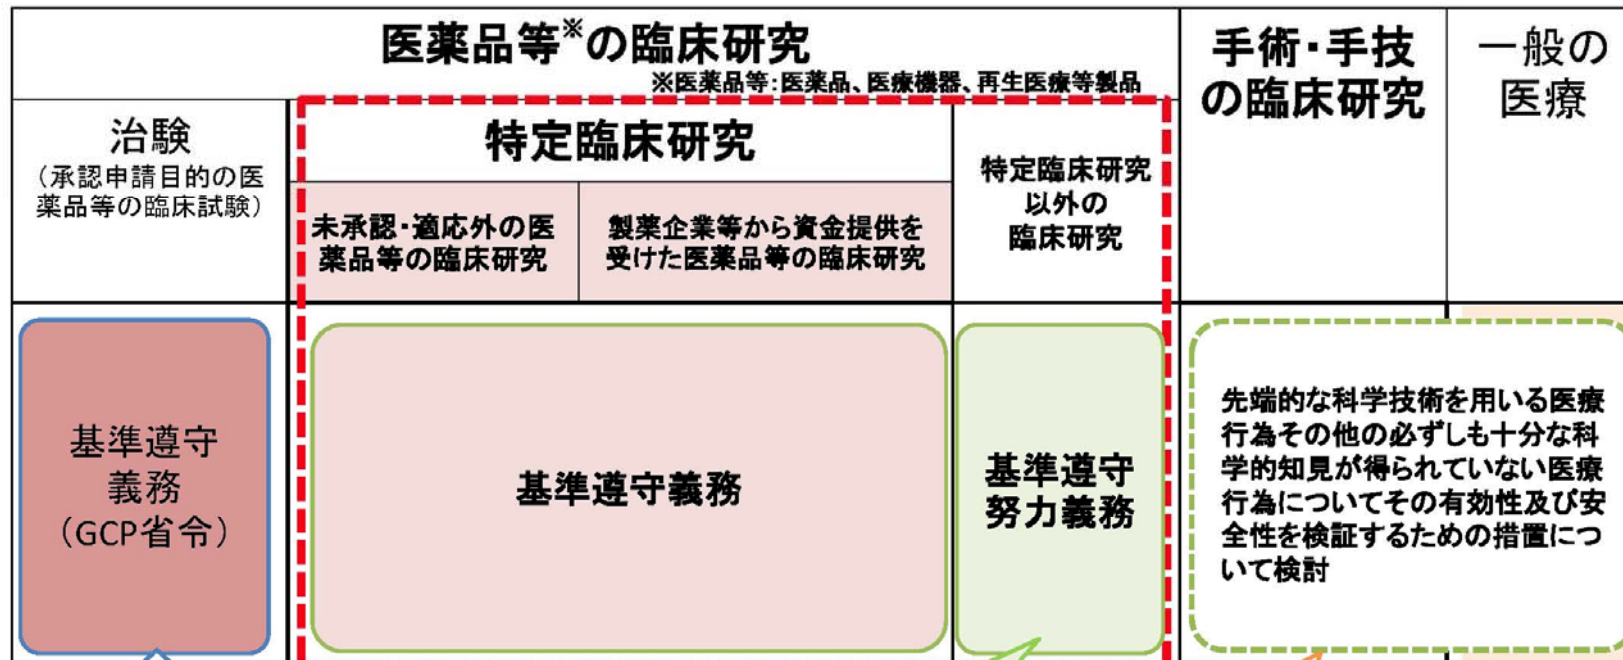 医薬品等※の臨床研究
※医薬品等:医薬品、医療機器、再生医療等製品
手術・手技
の臨床研究
一般の
医療
治験
(承認申請目的の医
薬品等の臨床試験)
特定臨床研究
未承認・適応外の医
薬品等の臨床研究
製薬企業等から資金提供を
受けた医薬品等の臨床研究
特定臨床研究
以外の
臨床研究
基準遵守
義務
(GCP省令)
基準遵守義務
基準遵守
努力義務
先端的な科学技術を用いる医療
行為その他の必ずしも十分な科
学的知見が得られていない医療
行為についてその有効性及び安
全性を検証するための措置につ
いて検討